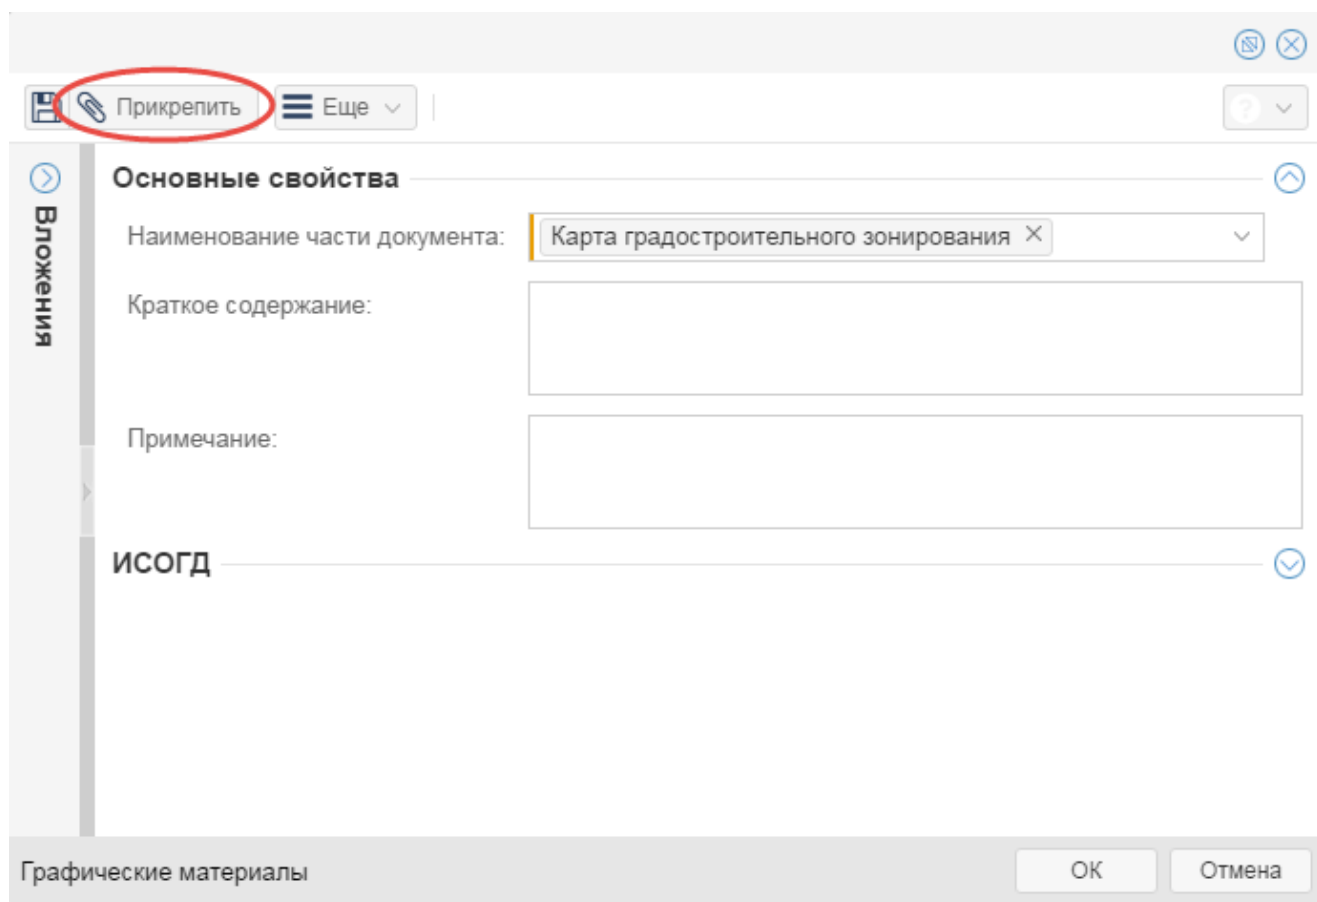 Прикрепить Еще ?
Вложения
Основные свойства
Наименование части документа: Карта градостроительного зонирования ×
Краткое содержание:
Примечание:
ИСОГД
Графические материалы ОК Отмена